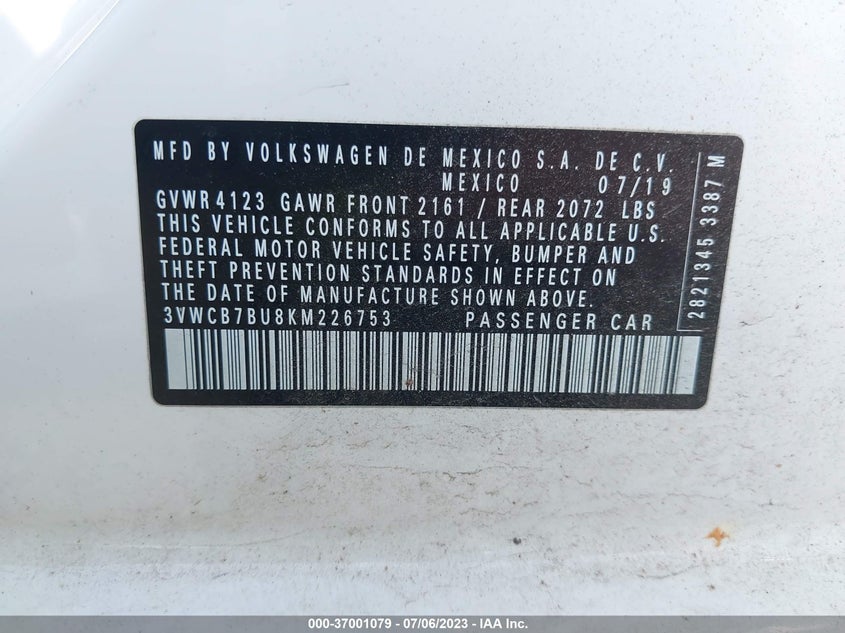 MFD BY VOLKSWAGEN DE MEXICO S.A. DE C.V.
MEXICO 07/19
GVWR 4123 GAWR FRONT 2161 / REAR 2072 LBS
THIS VEHICLE CONFORMS TO ALL APPLICABLE U.S.
FEDERAL MOTOR VEHICLE SAFETY, BUMPER AND
THEFT PREVENTION STANDARDS IN EFFECT ON
THE DATE OF MANUFACTURE SHOWN ABOVE.
3VWCB7BU8KM226753 PASSENGER CAR
2821345 3387 M
000-37001079 - 07/06/2023 - IAA Inc.